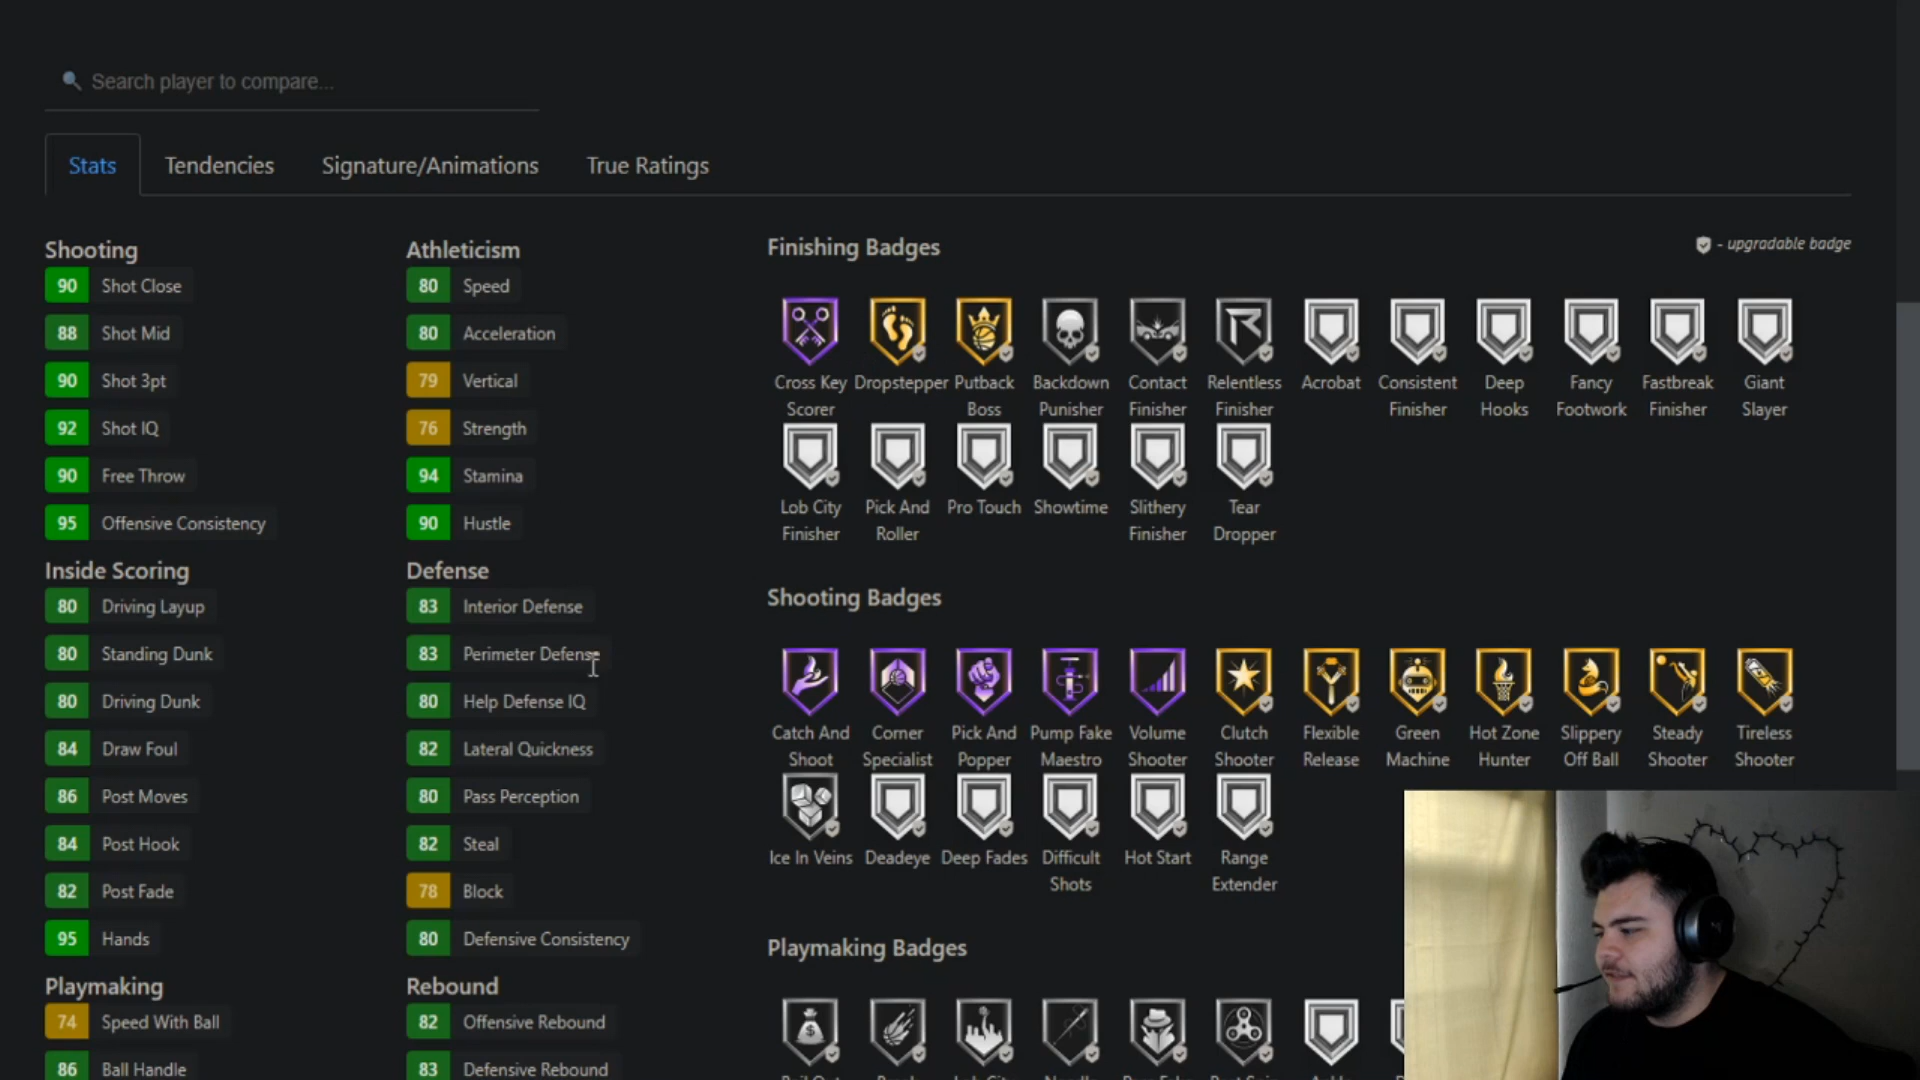 Search player to compare...
Stats Tendencies Signature/Animations True Ratings
Shooting
90 Shot Close
88 Shot Mid
90 Shot 3pt
92 Shot IQ
90 Free Throw
95 Offensive Consistency
Inside Scoring
80 Driving Layup
80 Standing Dunk
80 Driving Dunk
84 Draw Foul
86 Post Moves
84 Post Hook
82 Post Fade
95 Hands
Playmaking
74 Speed With Ball
86 Ball Handle
Athleticism
80 Speed
80 Acceleration
79 Vertical
76 Strength
94 Stamina
90 Hustle
Defense
83 Interior Defense
83 Perimeter Defense
80 Help Defense IQ
82 Lateral Quickness
80 Pass Perception
82 Steal
78 Block
80 Defensive Consistency
Rebound
82 Offensive Rebound
83 Defensive Rebound
Finishing Badges
- upgradable badge
Cross Key Dropstepper Putback Backdown Contact Relentless Acrobat Consistent Deep Fancy Fastbreak Giant
Scorer Boss Punisher Finisher Finisher Finisher Hooks Footwork Finisher Slayer
Lob City Pick And Pro Touch Showtime Slithery Tear
Finisher Roller Finisher Dropper
Shooting Badges
Catch And Corner Pick And Pump Fake Volume Clutch Flexible Green Hot Zone Slippery Steady Tireless
Shoot Specialist Popper Maestro Shooter Shooter Release Machine Hunter Off Ball Shooter Shooter
Ice In Veins Deadeye Deep Fades Difficult Hot Start Range
Shots Extender
Playmaking Badges